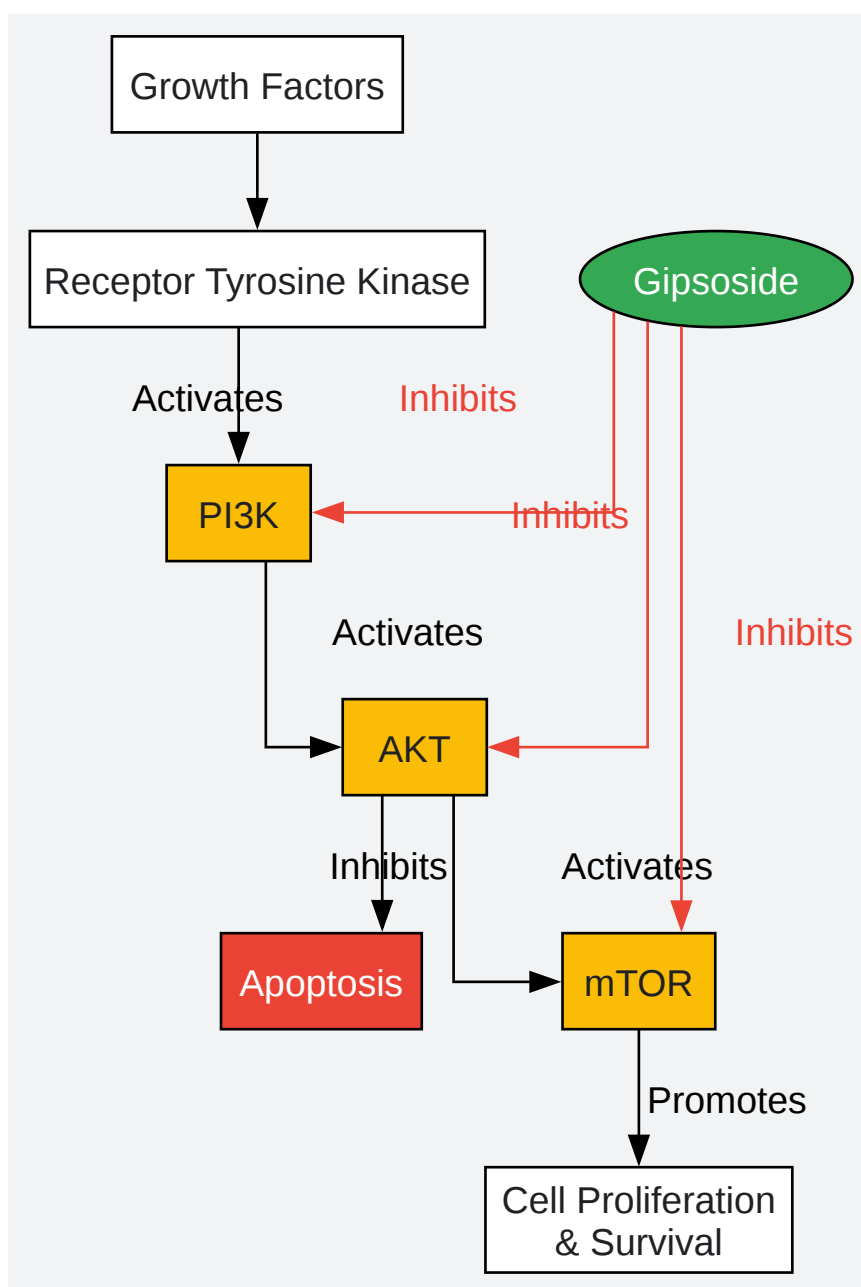 Growth Factors
Receptor Tyrosine Kinase
Gipsoside
Activates
Inhibits
PI3K
Inhibits
Activates
Inhibits
AKT
Inhibits
Activates
Apoptosis
mTOR
Promotes
Cell Proliferation
& Survival